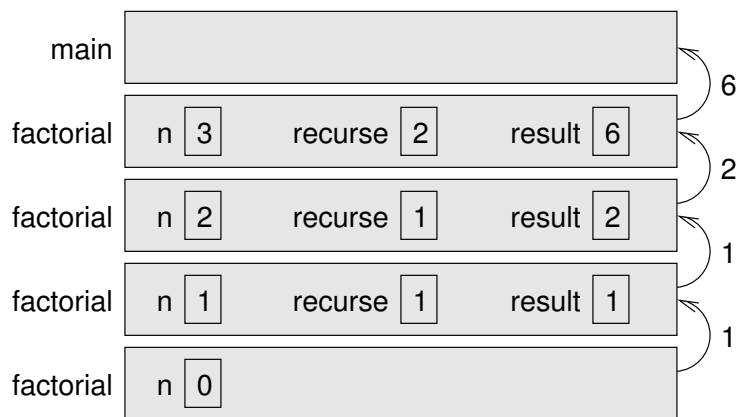 main
6
factorial n 3 recurse 2 result 6
2
factorial n 2 recurse 1 result 2
1
factorial n 1 recurse 1 result 1
1
factorial n 0